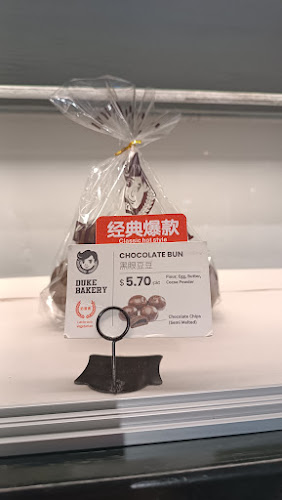 经典爆款
Classic hot style
CHOCOLATE BUN
黑眼豆豆
DUKE
BAKERY
$ 5.70
Flour, Egg, Butter,
Cocoa Powder
Chocolate Chips
(Semi Melted)